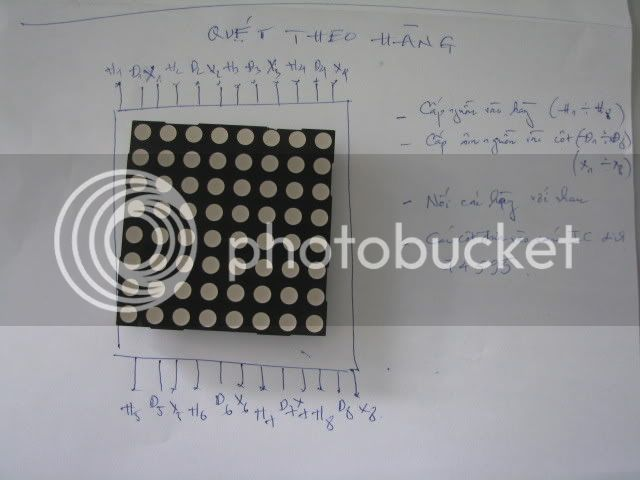 QUÉT THEO HÀNG
H1 D1 X1 H2 D2 X2 H3 D3 X3 H4 D4 X4
- Cấp nguồn vào hàng (H1 ÷ H8)
- Cấp âm nguồn vào cột (D1 ÷ D8)
(X1 ÷ X8)
- Nối các hàng với nhau
photobucket
H5 D5 X5 H6 D6 X6 H7 D7 X7 H8 D8 X8